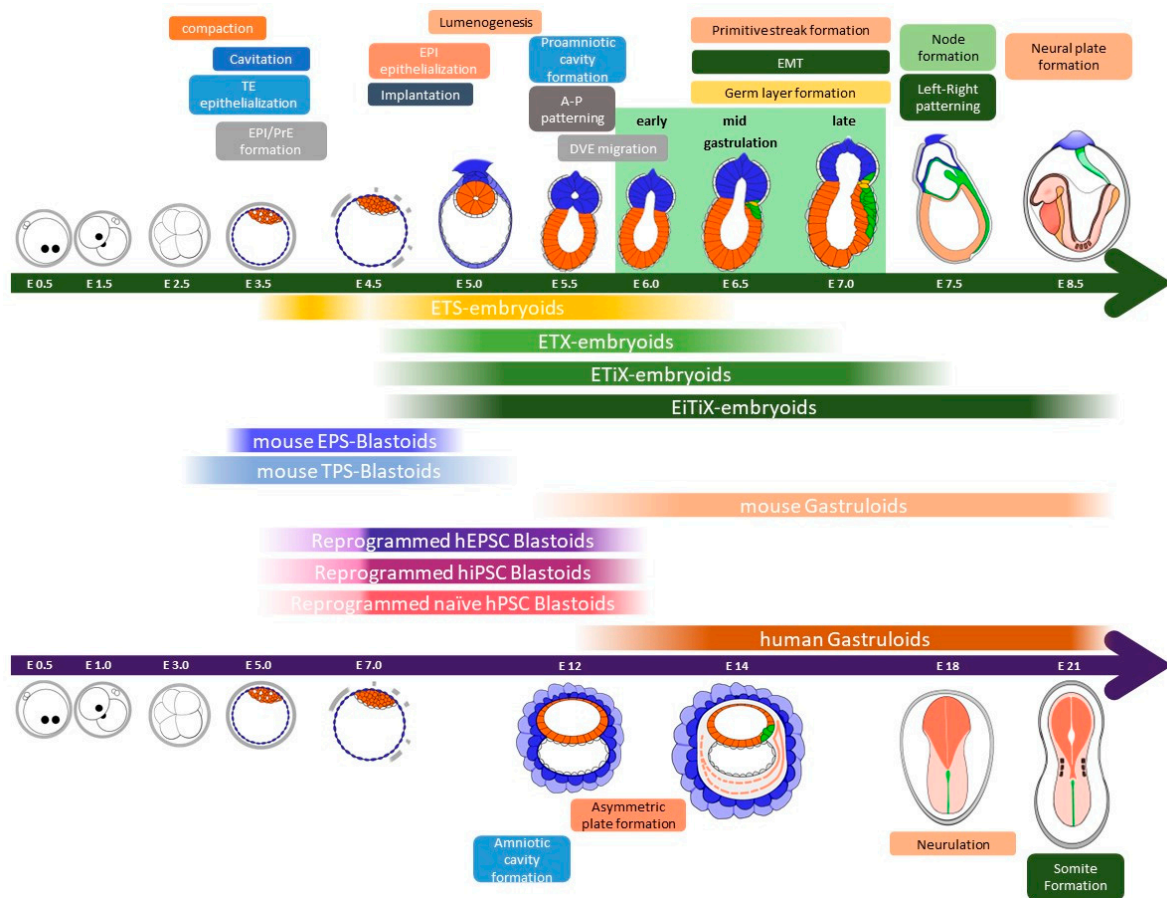 Lumenogenesis
compaction
Primitive streak formation
Cavitation
EPI
epithelialization
Proamniotic
cavity
formation
EMT
Node
formation
Neural plate
formation
TE
epithelialization
Implantation
A-P
patterning
Germ layer formation
Left-Right
patterning
EPI/PrE
formation
DVE migration
early
mid
late
gastrulation
E 0.5
E 1.5
E 2.5
E 3.5
E 4.5
E 5.0
E 5.5
E 6.0
E 6.5
E 7.0
E 7.5
E 8.5
ETS-embryoids
ETX-embryoids
ETiX-embryoids
EiTiX-embryoids
mouse EPS-Blastoids
mouse TPS-Blastoids
mouse Gastruloids
Reprogrammed hEPSC Blastoids
Reprogrammed hiPSC Blastoids
Reprogrammed naïve hPSC Blastoids
human Gastruloids
E 0.5
E 1.0
E 3.0
E 5.0
E 7.0
E 12
E 14
E 18
E 21
Asymmetric
plate formation
Amniotic
cavity
formation
Neurulation
Somite
Formation